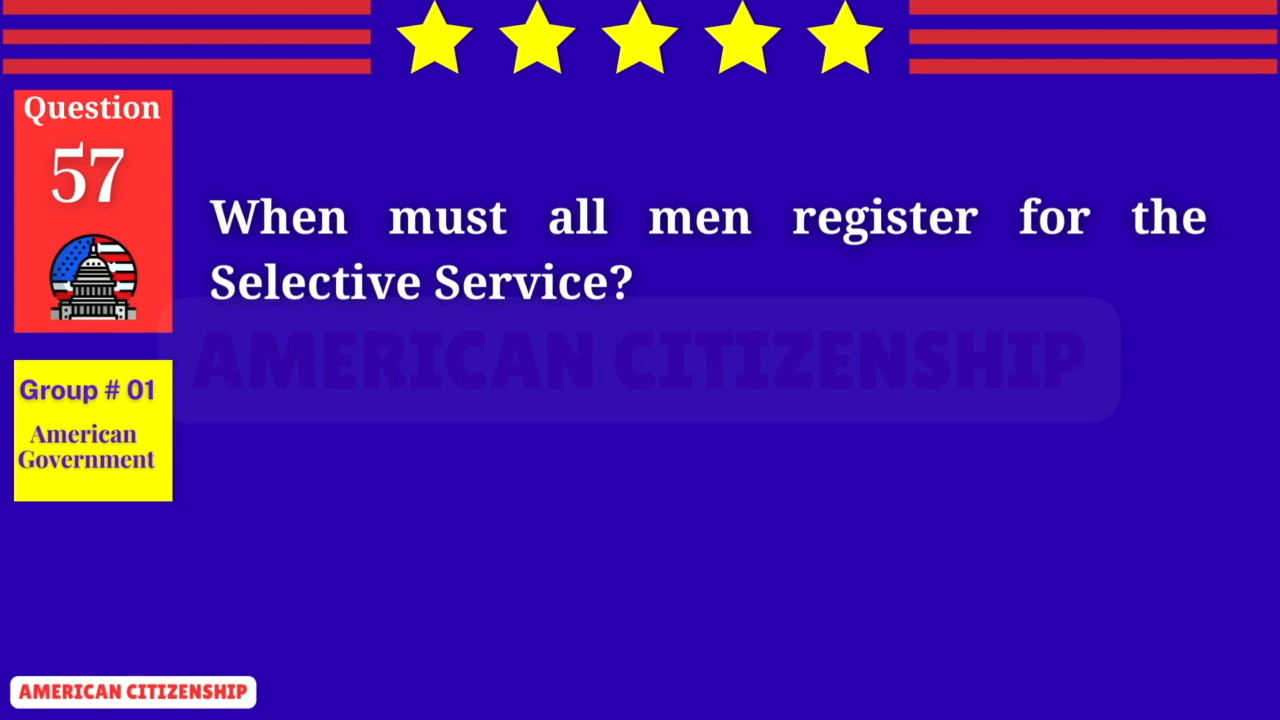 Question
57
When must all men register for the
Selective Service?
AMERICAN CITIZENSHIP
Group # 01
American
Government
AMERICAN CITIZENSHIP